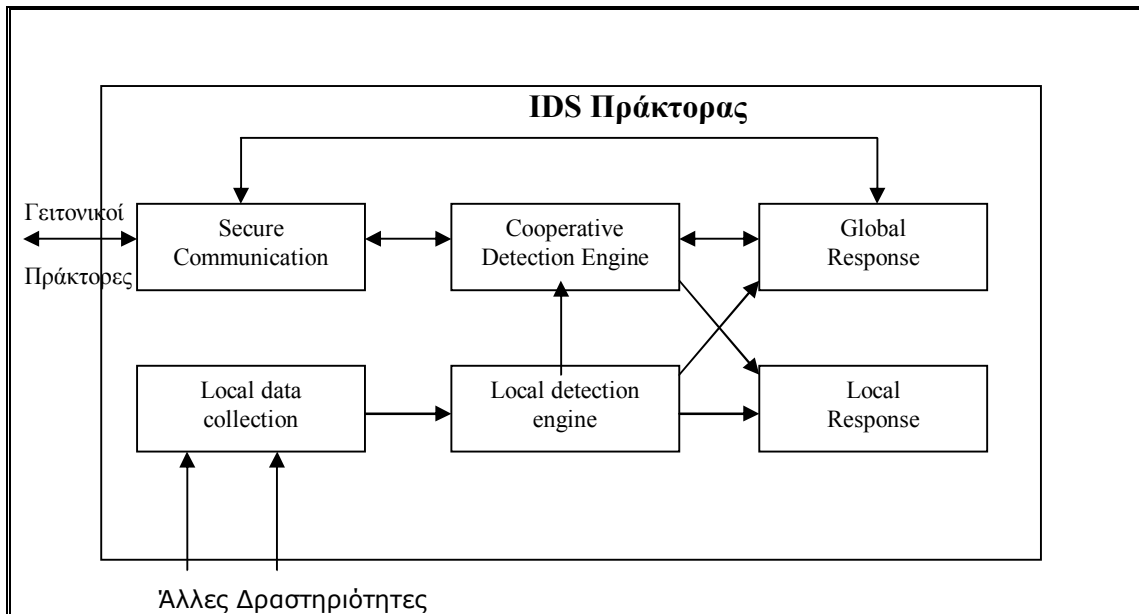 IDS Πράκτορας
Γειτονικοί
Πράκτορες
Secure
Communication
Cooperative
Detection Engine
Global
Response
Local data
collection
Local detection
engine
Local
Response
Άλλες Δραστηριότητες